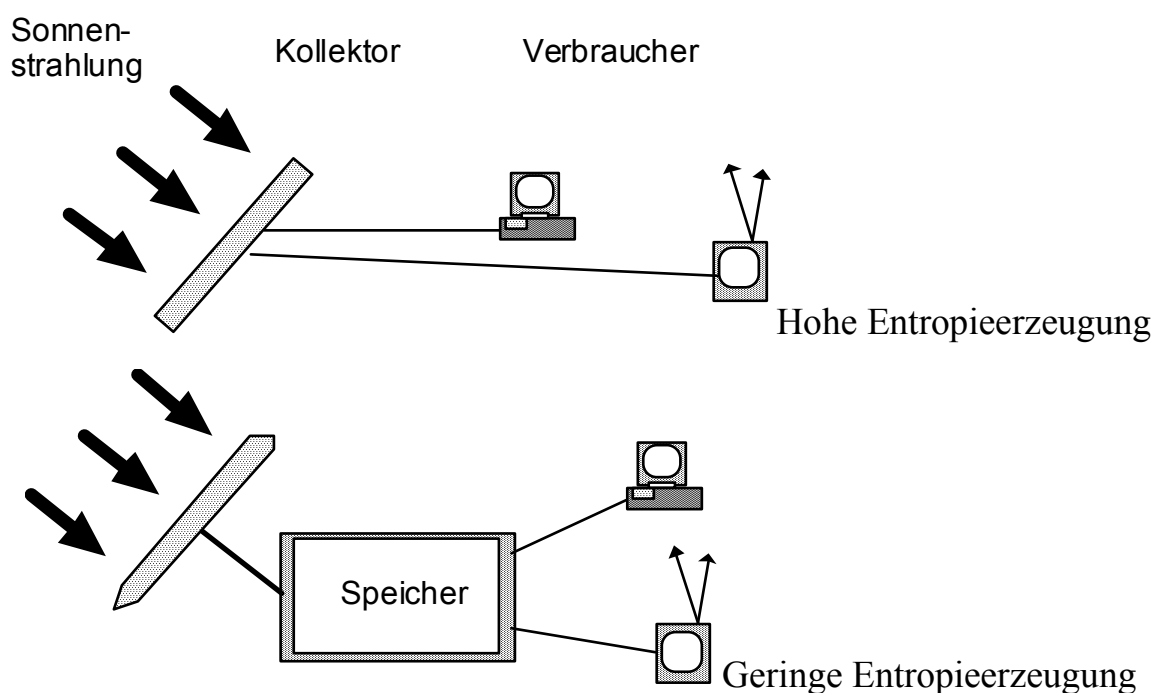 Sonnen-
strahlung
Kollektor
Verbraucher
Hohe Entropieerzeugung
Speicher
Geringe Entropieerzeugung